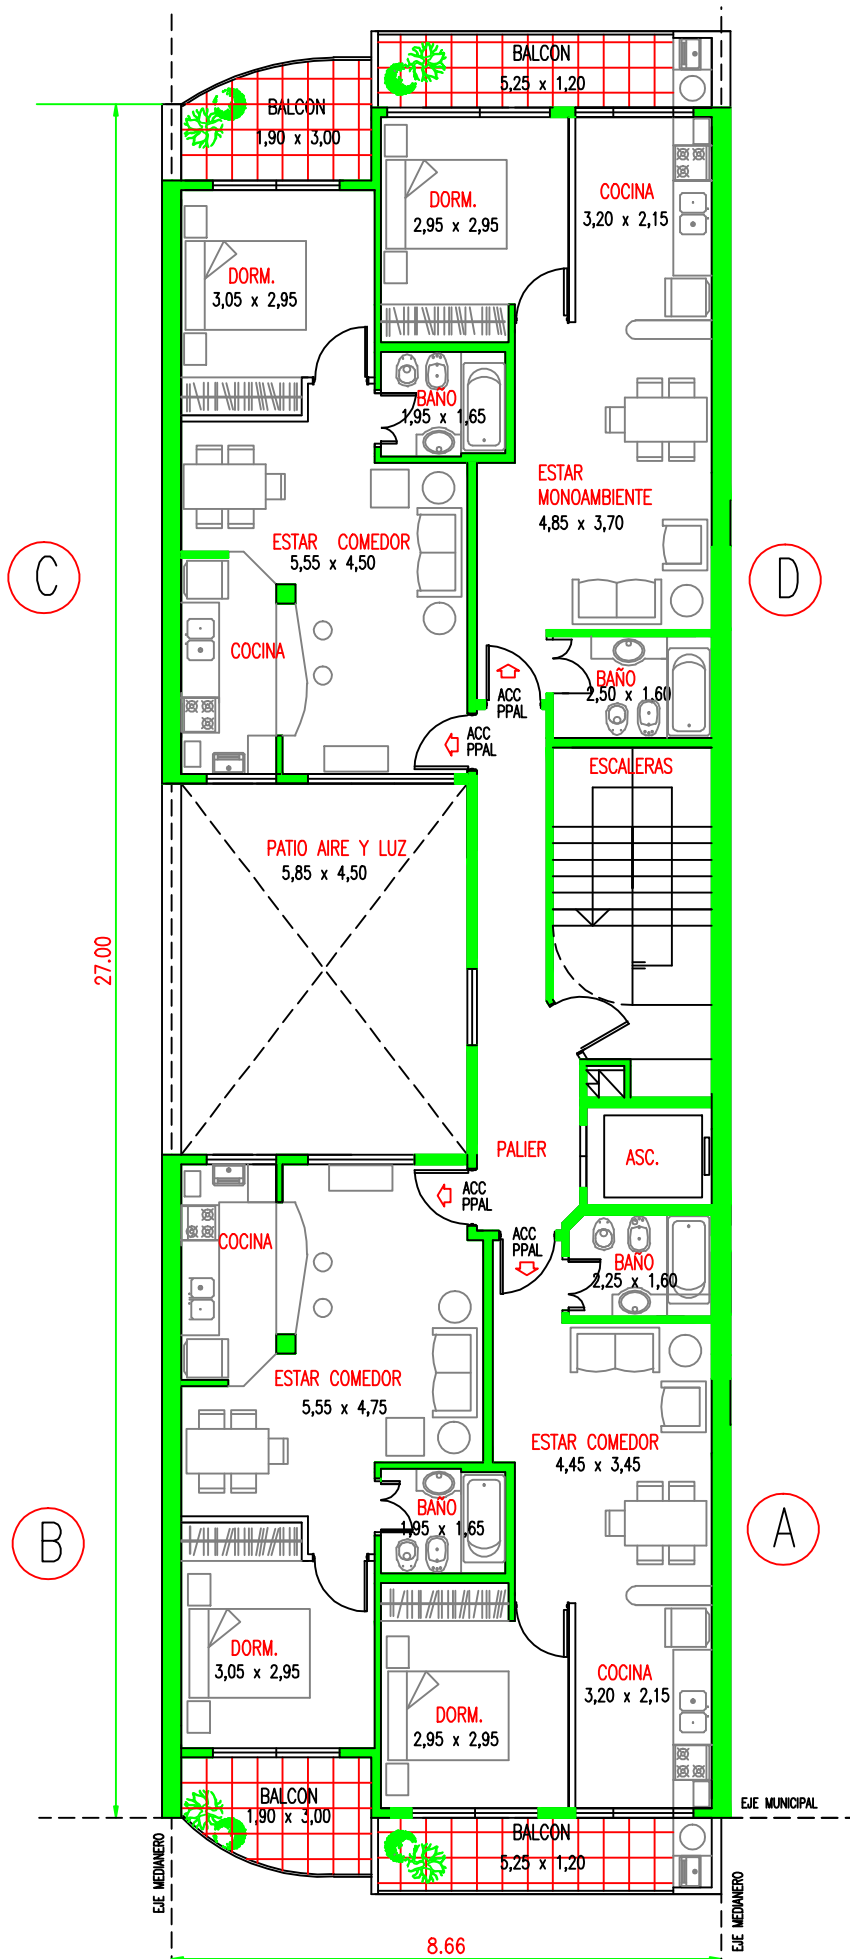 BALCON
5,25 x 1,20
BALCON
1,90 x 3,00
DORM.
2,95 x 2,95
COCINA
3,20 x 2,15
DORM.
3,05 x 2,95
BAÑO
1,95 x 1,65
ESTAR
MONOAMBIENTE
4,85 x 3,70
ESTAR COMEDOR
5,55 x 4,50
C
D
COCINA
BAÑO
2,50 x 1,60
ACC
PPAL
ACC
PPAL
ESCALERAS
PATIO AIRE Y LUZ
5,85 x 4,50
27.00
PALIER
ASC.
ACC
PPAL
COCINA
ACC
PPAL
BAÑO
2,25 x 1,60
ESTAR COMEDOR
5,55 x 4,75
ESTAR COMEDOR
4,45 x 3,45
BAÑO
1,95 x 1,65
B
A
DORM.
3,05 x 2,95
COCINA
3,20 x 2,15
DORM.
2,95 x 2,95
BALCON
1,90 x 3,00
EJE MUNICIPAL
BALCON
5,25 x 1,20
EJE MEDIANERO
EJE MEDIANERO
8.66